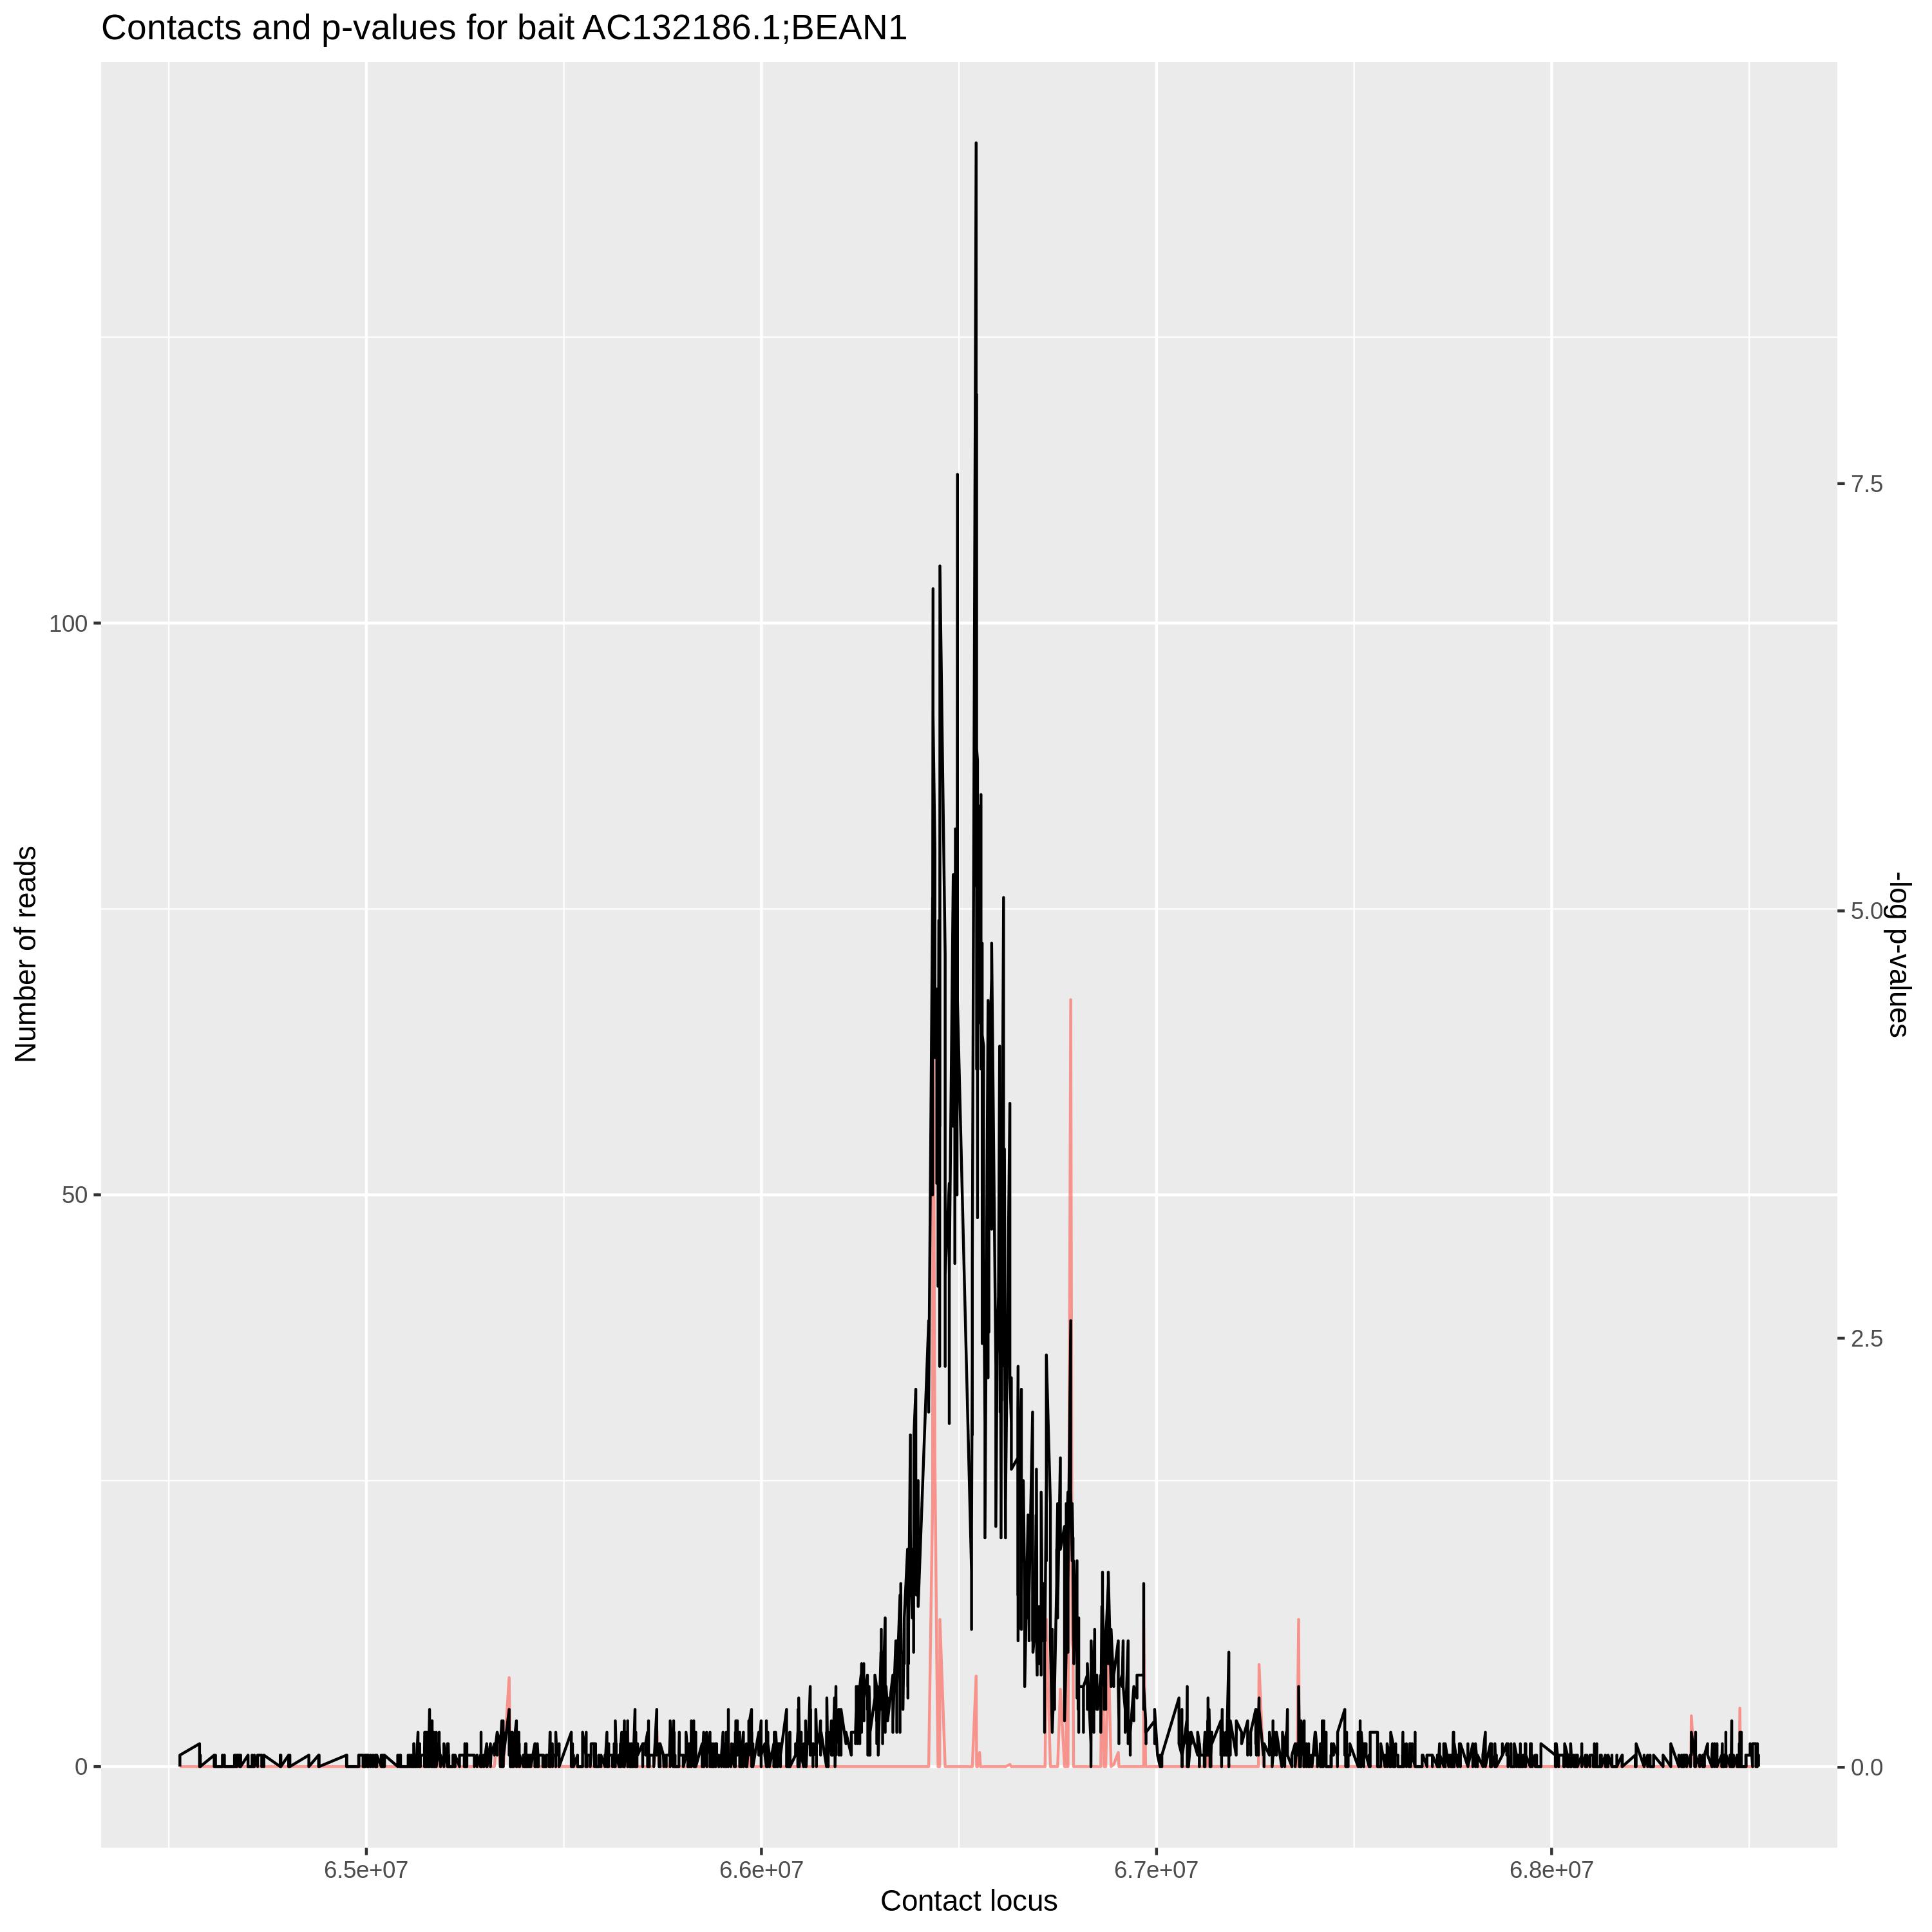 Contacts and p-values for bait AC132186.1;BEAN1
Number of reads
100
50
0
7.5
5.0
2.5
0.0
-log p-values
6.5e+07
6.6e+07
6.7e+07
6.8e+07
Contact locus